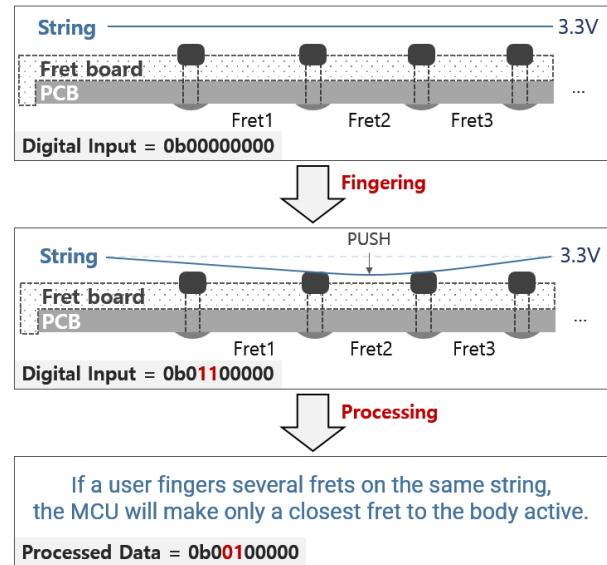 String 3.3V
Fret board
PCB
...
Fret1 Fret2 Fret3
Digital Input = 0b00000000
Fingering
PUSH
String 3.3V
Fret board
PCB
...
Fret1 Fret2 Fret3
Digital Input = 0b01100000
Processing
If a user fingers several frets on the same string,
the MCU will make only a closest fret to the body active.
Processed Data = 0b00100000